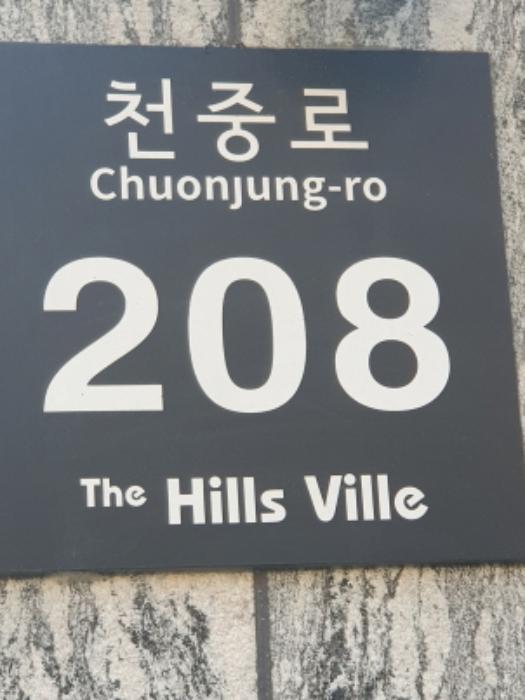 천중로
Chuonjung-ro
208
The Hills Ville